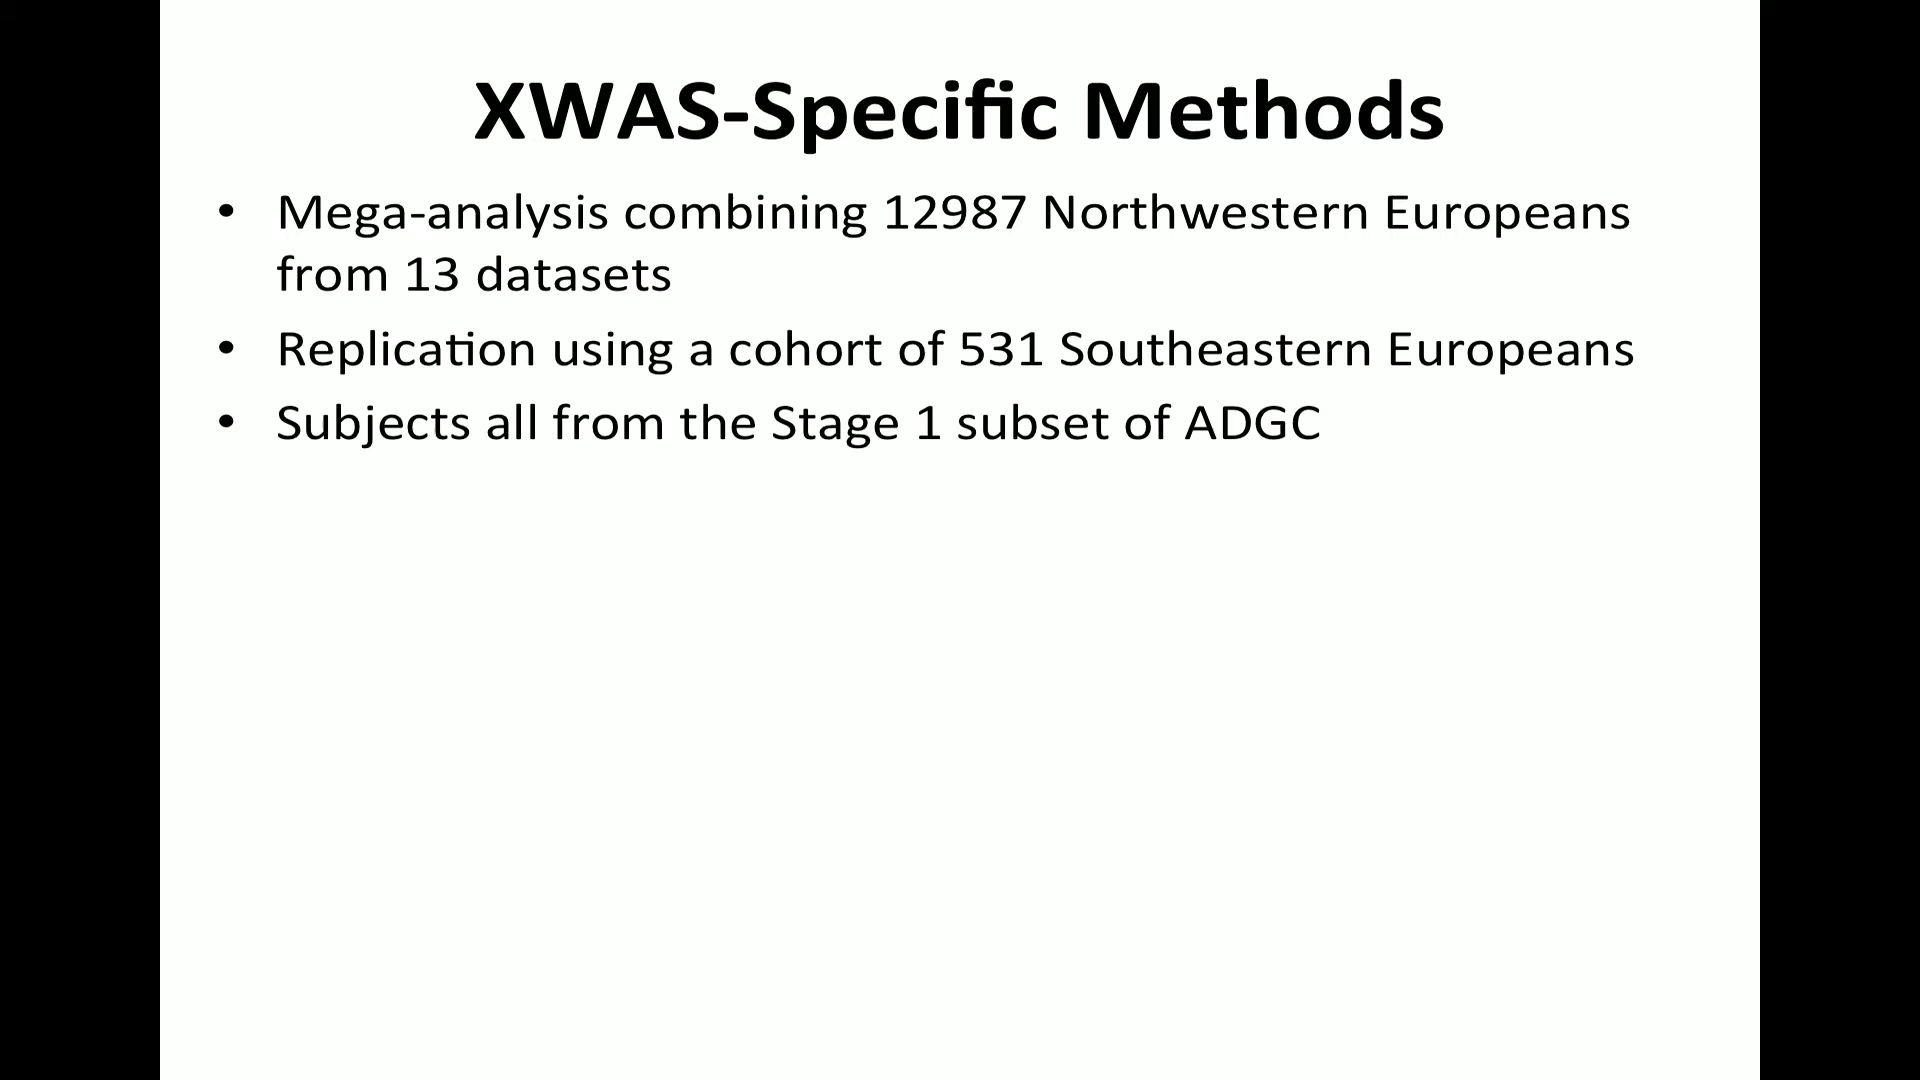 XWAS-Specific Methods
• Mega-analysis combining 12987 Northwestern Europeans
from 13 datasets
• Replication using a cohort of 531 Southeastern Europeans
• Subjects all from the Stage 1 subset of ADGC